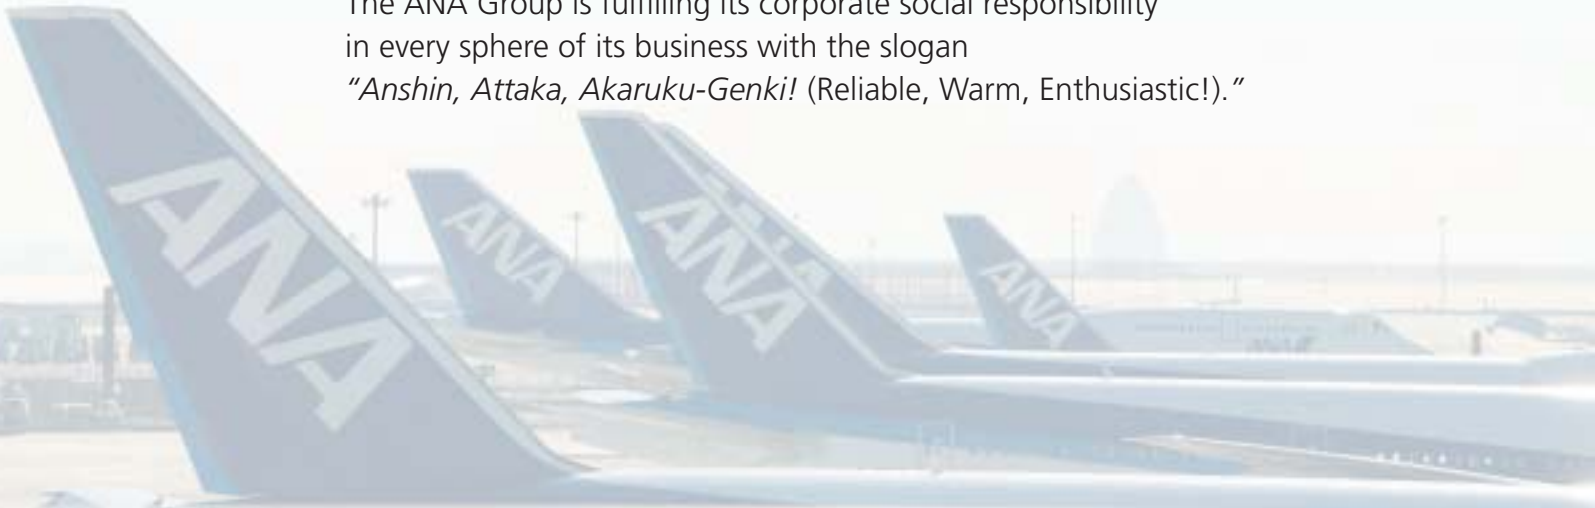 The ANA Group is fulfilling its corporate social responsibility
in every sphere of its business with the slogan
“Anshin, Attaka, Akaruku-Genki! (Reliable, Warm, Enthusiastic!).”
ANA
ANA
ANA
ANA
ANA